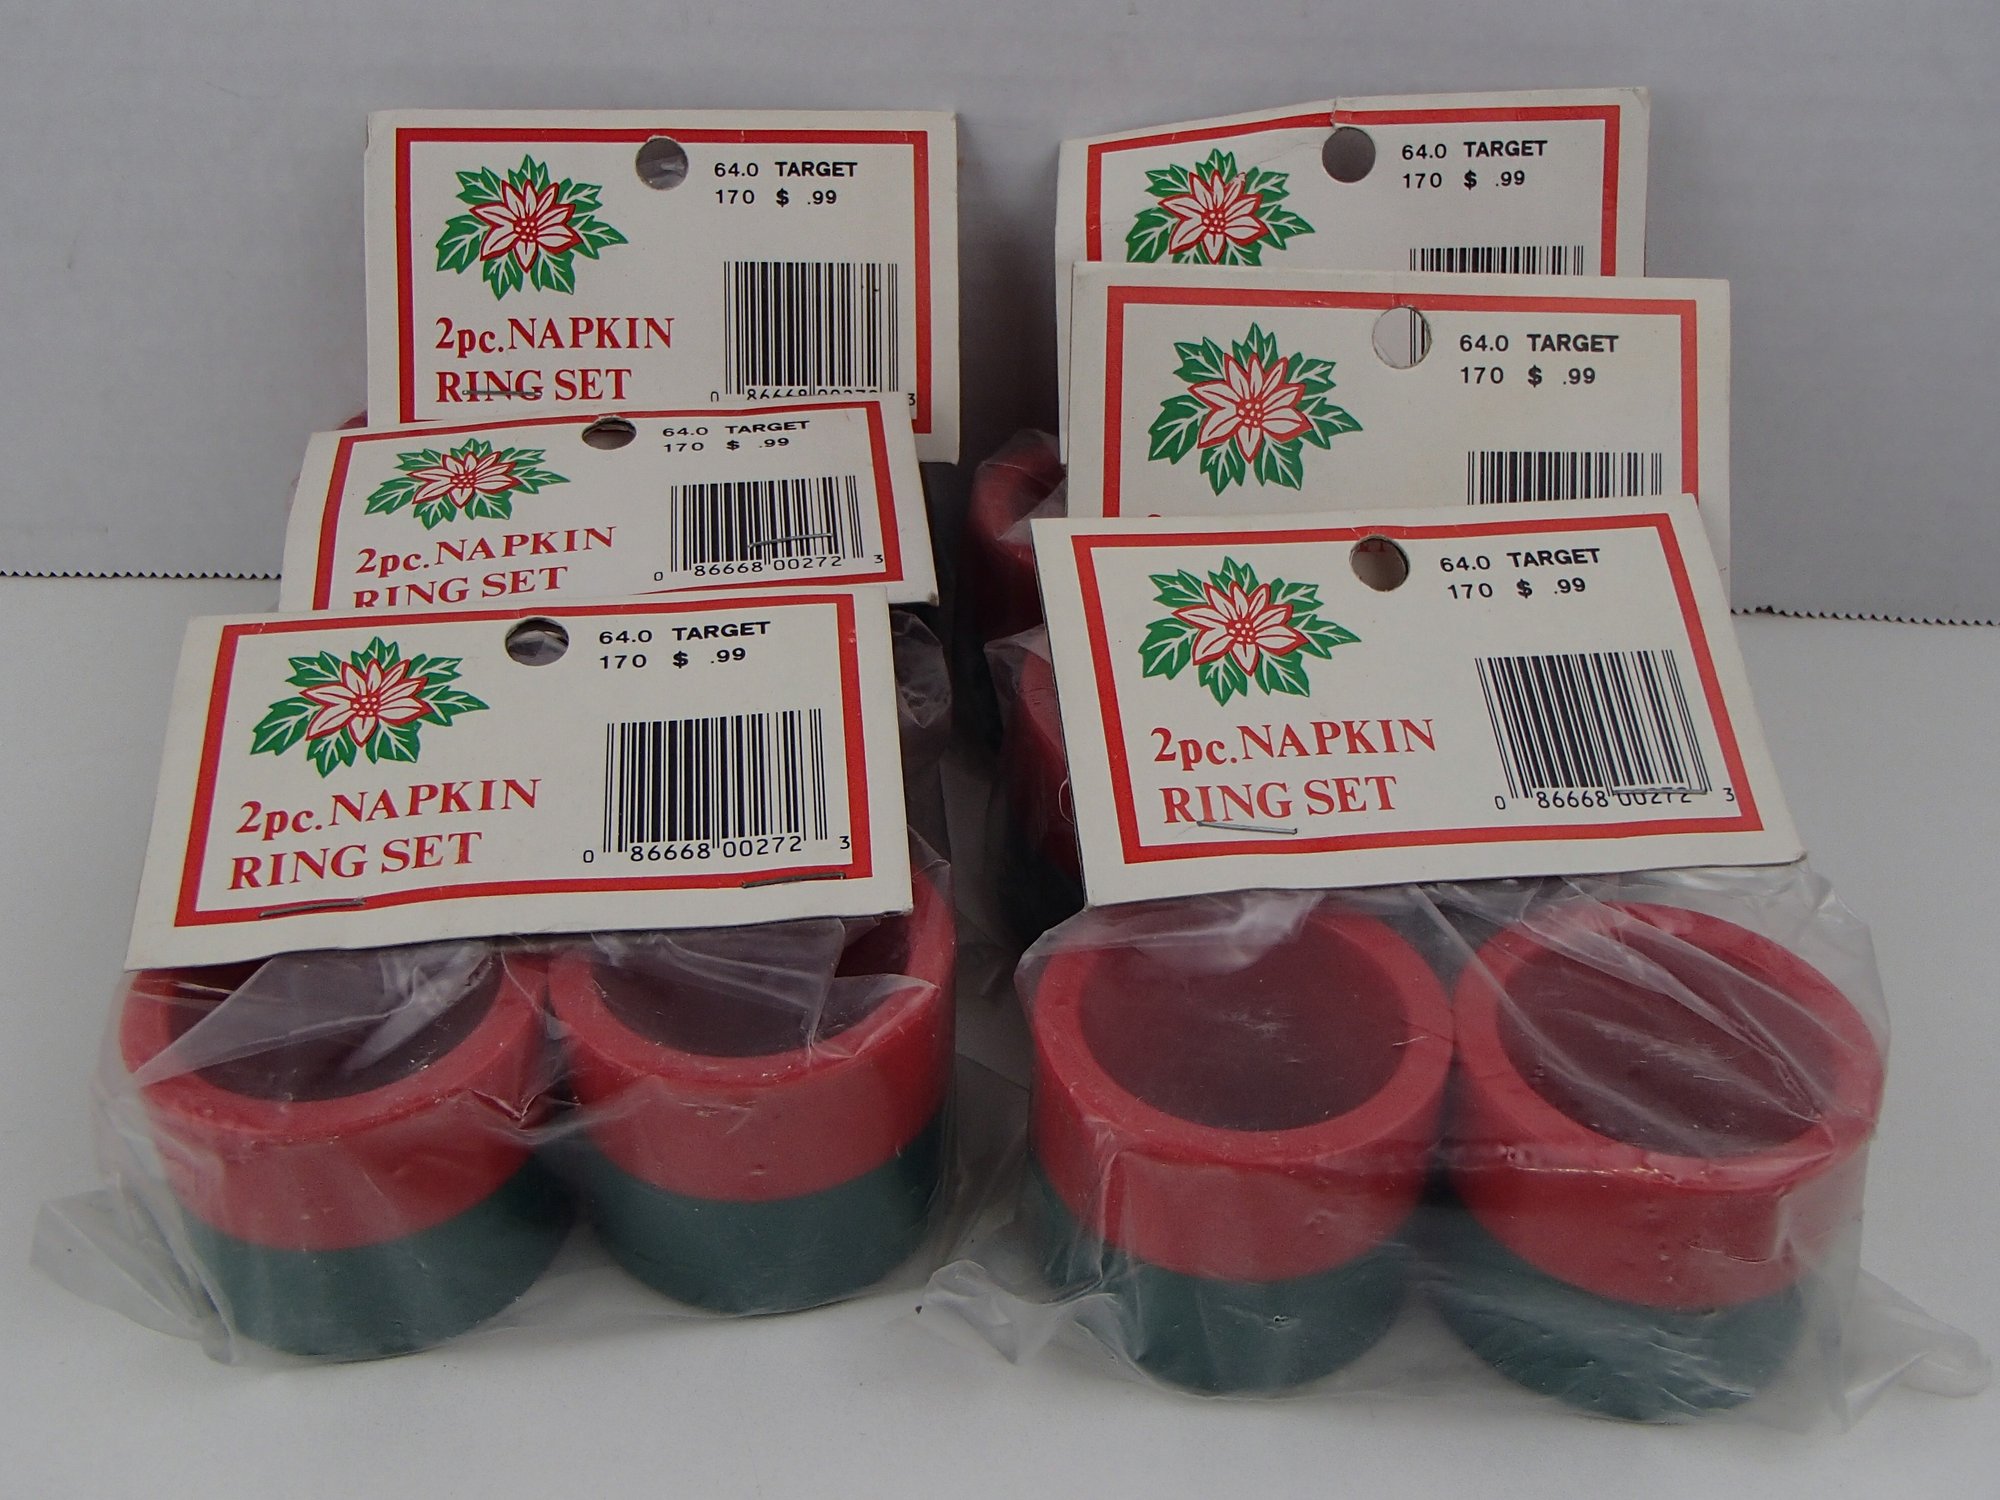 64.0 TARGET
170 $ .99
2pc. NAPKIN
RING SET
0 86668 00272 3
64.0 TARGET
170 $ .99
64.0 TARGET
170 $ .99
2pc. NAPKIN
RING SET
0 86668 00272 3
64.0 TARGET
170 $ .99
64.0 TARGET
170 $ .99
2pc. NAPKIN
RING SET
0 86668 00272 3
64.0 TARGET
170 $ .99
2pc. NAPKIN
RING SET
0 86668 00272 3